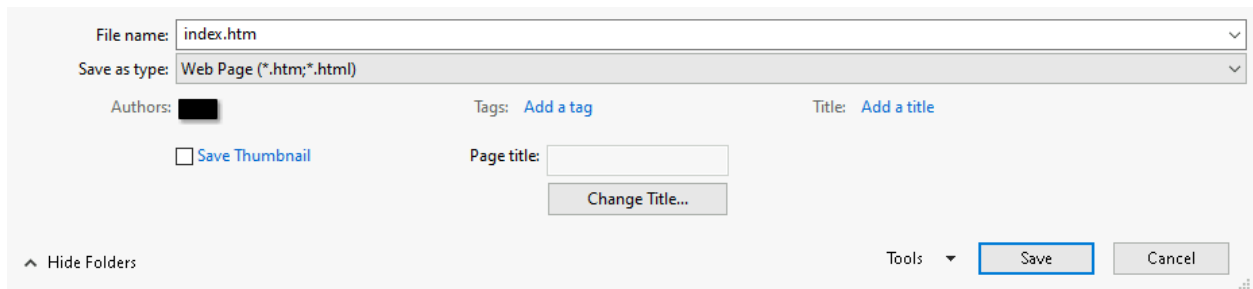 File name: index.htm
Save as type: Web Page (*.htm;*.html)
Authors: Tags: Add a tag Title: Add a title
Save Thumbnail Page title:
Change Title...
Hide Folders Tools Save Cancel